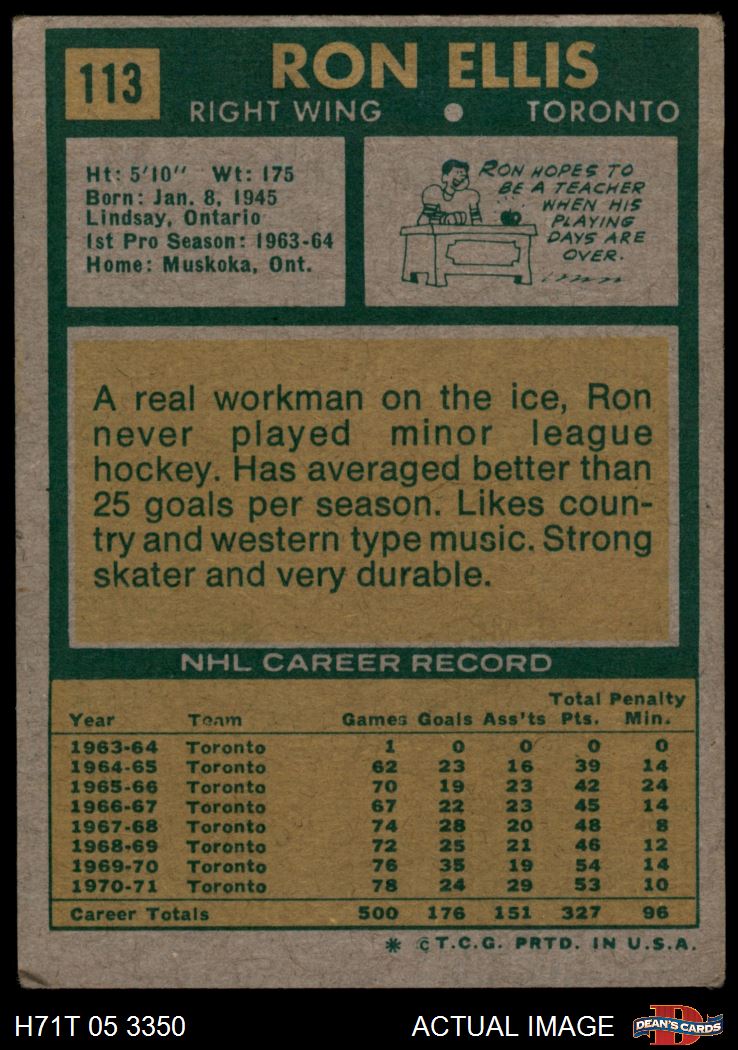 113
RON ELLIS
RIGHT WING ● TORONTO
Ht: 5'10" Wt: 175
Born: Jan. 8, 1945
Lindsay, Ontario
1st Pro Season: 1963-64
Home: Muskoka, Ont.
RON HOPES TO
BE A TEACHER
WHEN HIS
PLAYING
DAYS ARE
OVER.
A real workman on the ice, Ron
never played minor league
hockey. Has averaged better than
25 goals per season. Likes coun-
try and western type music. Strong
skater and very durable.
NHL CAREER RECORD
Year Team Games Goals Ass'ts Total Pts. Penalty Min.
1963-64 Toronto 1 0 0 0 0
1964-65 Toronto 62 23 16 39 14
1965-66 Toronto 70 19 23 42 24
1966-67 Toronto 67 22 23 45 14
1967-68 Toronto 74 28 20 48 8
1968-69 Toronto 72 25 21 46 12
1969-70 Toronto 76 35 19 54 14
1970-71 Toronto 78 24 29 53 10
Career Totals 500 176 151 327 96
* © T.C.G. PRTD. IN U.S.A.
H71T 05 3350 ACTUAL IMAGE
D
DEAN'S CARDS